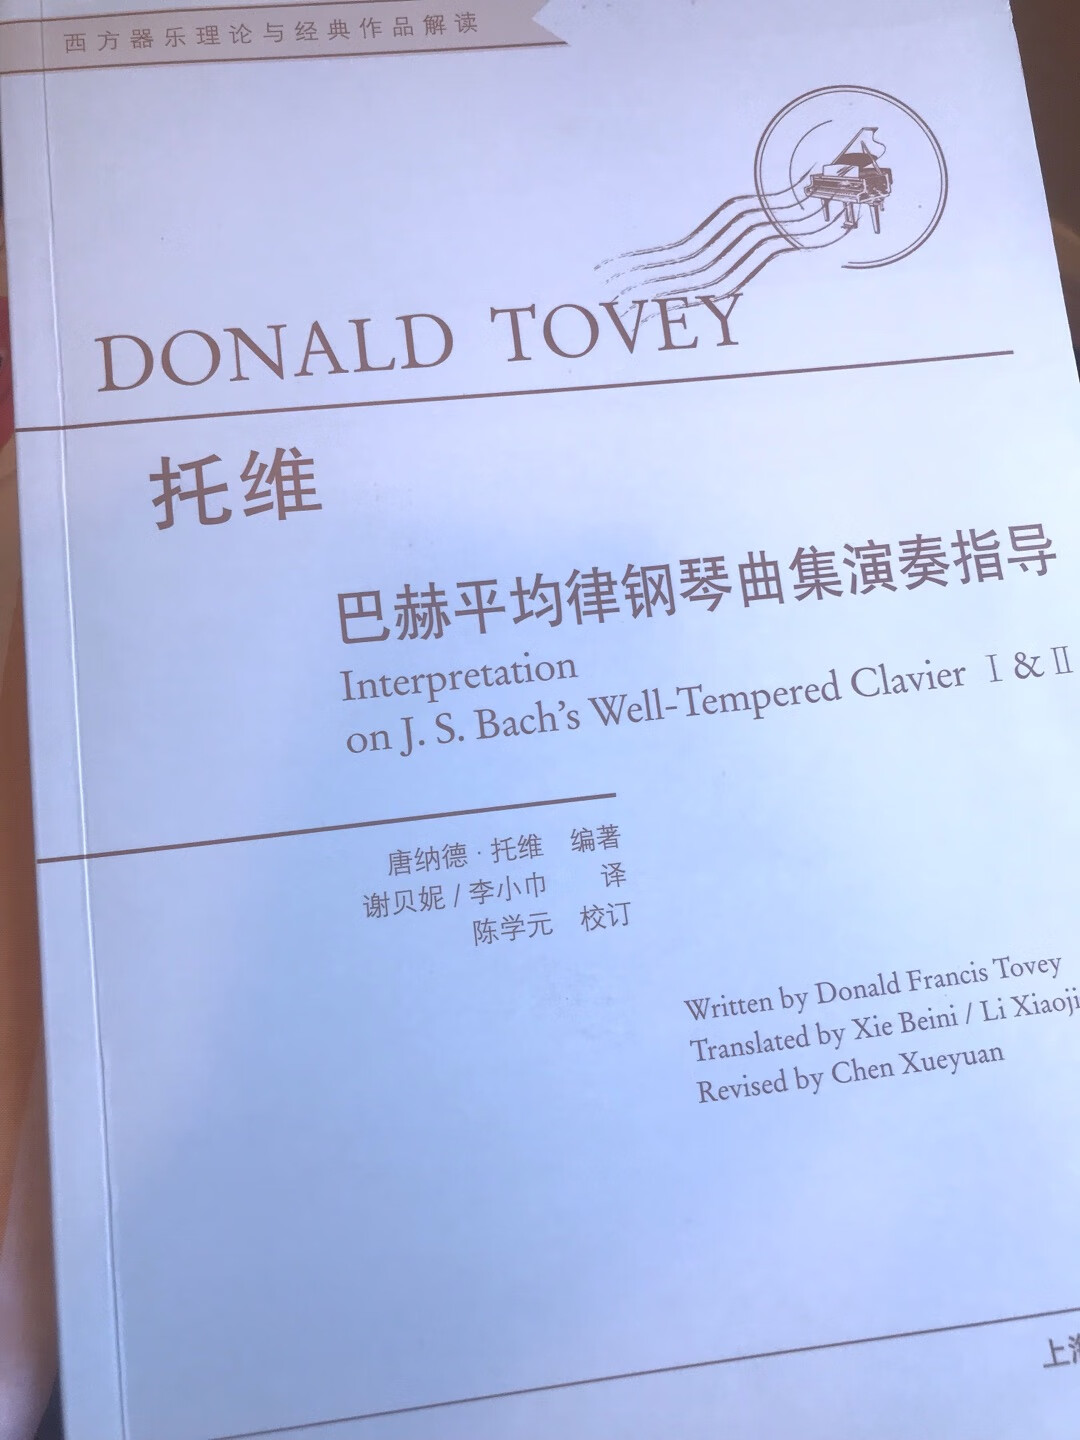 西方器乐理论与经典作品解读
DONALD TOVEY
托维
巴赫平均律钢琴曲集演奏指导
Interpretation
on J. S. Bach's Well-Tempered Clavier Ⅰ & Ⅱ
唐纳德·托维 编著
谢贝妮 / 李小巾 译
陈学元 校订
Written by Donald Francis Tovey
Translated by Xie Beini / Li Xiaoji
Revised by Chen Xueyuan
上海